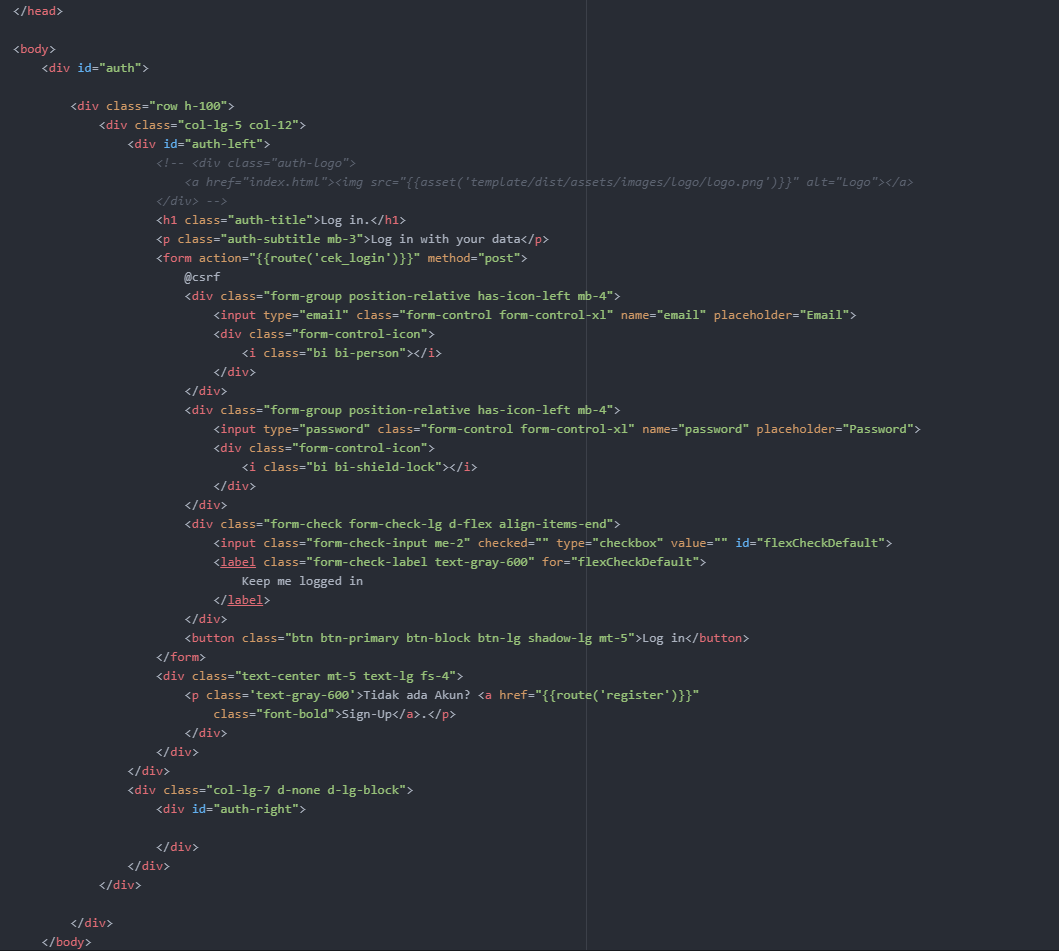 </head>
<body>
<div id="auth">
<div class="row h-100">
<div class="col-lg-5 col-12">
<div id="auth-left">
<!-- <div class="auth-logo">
<a href="index.html"><img src="{{asset('template/dist/assets/images/logo/logo.png')}}" alt="Logo"></a>
</div> -->
<h1 class="auth-title">Log in.</h1>
<p class="auth-subtitle mb-3">Log in with your data</p>
<form action="{{route('cek_login')}}" method="post">
@csrf
<div class="form-group position-relative has-icon-left mb-4">
<input type="email" class="form-control form-control-xl" name="email" placeholder="Email">
<div class="form-control-icon">
<i class="bi bi-person"></i>
</div>
</div>
<div class="form-group position-relative has-icon-left mb-4">
<input type="password" class="form-control form-control-xl" name="password" placeholder="Password">
<div class="form-control-icon">
<i class="bi bi-shield-lock"></i>
</div>
</div>
<div class="form-check form-check-lg d-flex align-items-end">
<input class="form-check-input me-2" checked="" type="checkbox" value="" id="flexCheckDefault">
<label class="form-check-label text-gray-600" for="flexCheckDefault">
Keep me logged in
</label>
</div>
<button class="btn btn-primary btn-block btn-lg shadow-lg mt-5">Log in</button>
</form>
<div class="text-center mt-5 text-lg fs-4">
<p class='text-gray-600'>Tidak ada Akun? <a href="{{route('register')}}"
class="font-bold">Sign-Up</a>.</p>
</div>
</div>
</div>
<div class="col-lg-7 d-none d-lg-block">
<div id="auth-right">
</div>
</div>
</div>
</div>
</body>